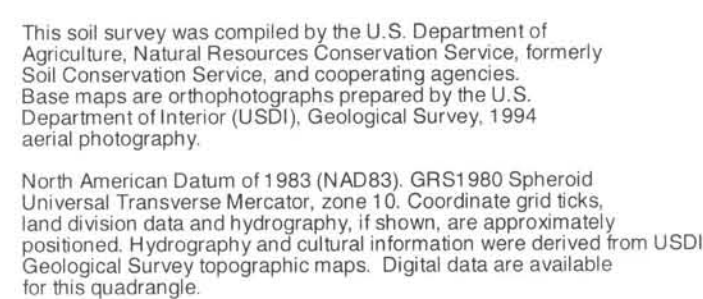 This soil survey was compiled by the U.S. Department of
Agriculture, Natural Resources Conservation Service, formerly
Soil Conservation Service, and cooperating agencies.
Base maps are orthophotographs prepared by the U.S.
Department of Interior (USDI), Geological Survey, 1994
aerial photography.
North American Datum of 1983 (NAD83). GRS1980 Spheroid
Universal Transverse Mercator, zone 10. Coordinate grid ticks,
land division data and hydrography, if shown, are approximately
positioned. Hydrography and cultural information were derived from USDI
Geological Survey topographic maps. Digital data are available
for this quadrangle.